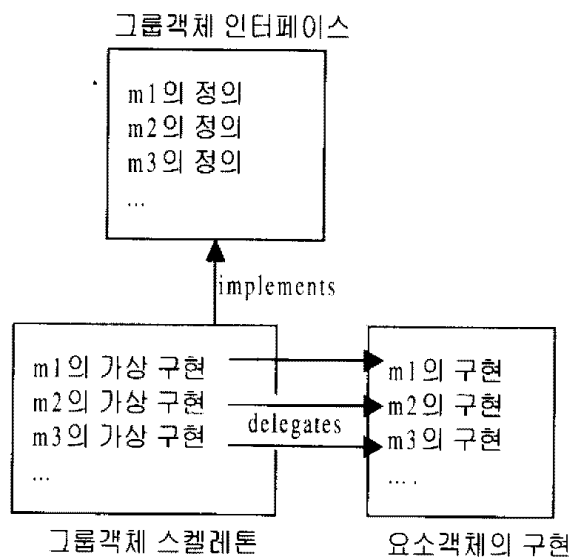 그룹객체 인터페이스
m1의 정의
m2의 정의
m3의 정의
...
implements
m1의 가상 구현
m2의 가상 구현
m3의 가상 구현
...
delegates
m1의 구현
m2의 구현
m3의 구현
....
그룹객체 스켈레톤
요소객체의 구현